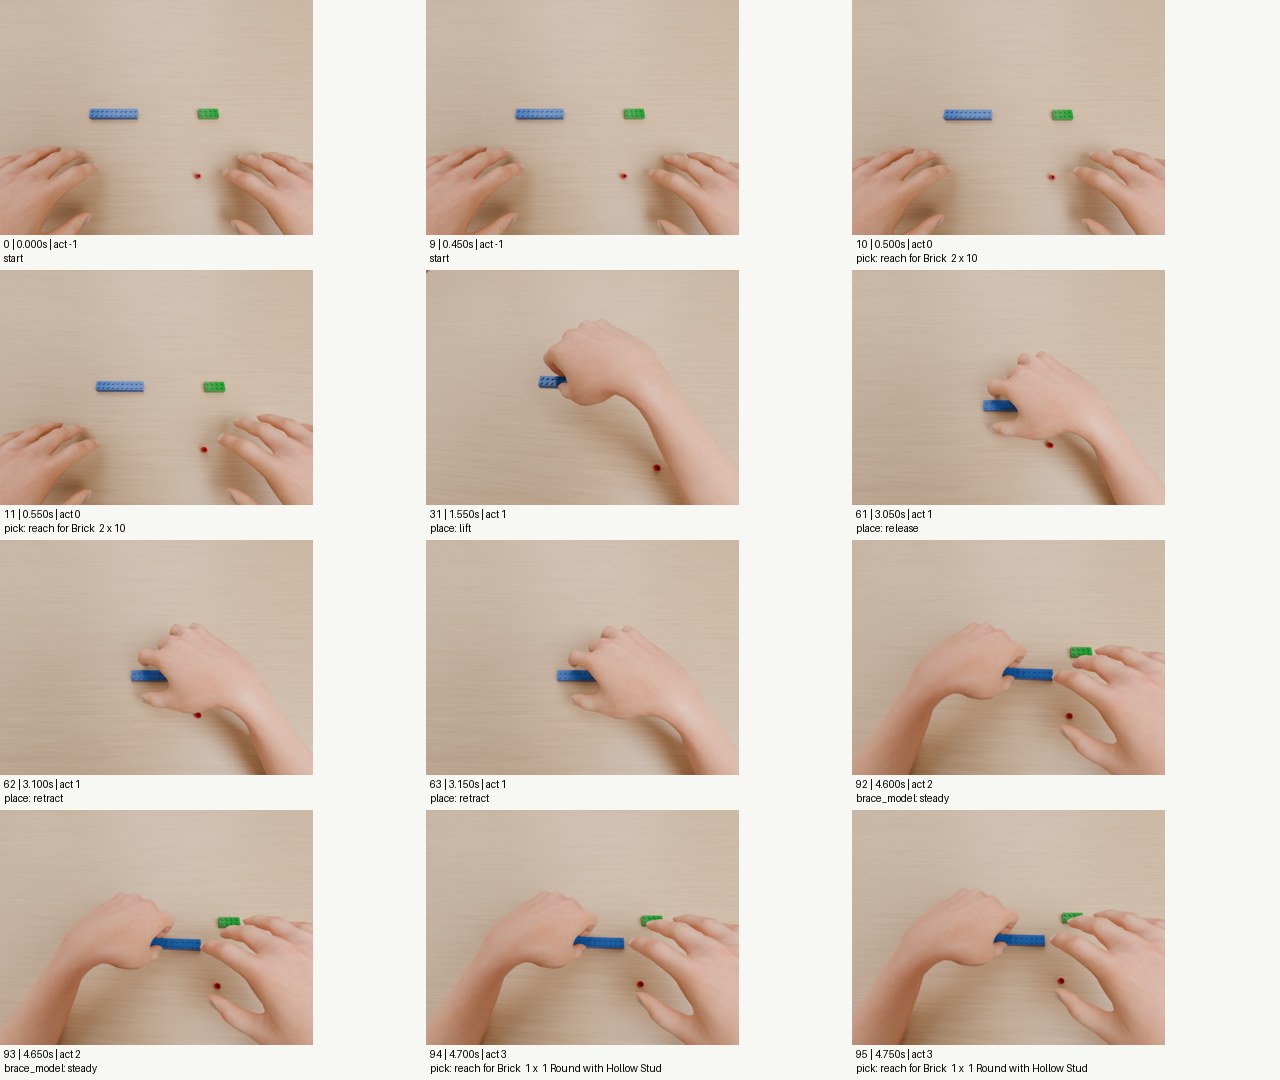 0 | 0.000s | act -1
start
9 | 0.450s | act -1
start
10 | 0.500s | act 0
pick: reach for Brick 2 x 10
11 | 0.550s | act 0
pick: reach for Brick 2 x 10
31 | 1.550s | act 1
place: lift
61 | 3.050s | act 1
place: release
62 | 3.100s | act 1
place: retract
63 | 3.150s | act 1
place: retract
92 | 4.600s | act 2
brace_model: steady
93 | 4.650s | act 2
brace_model: steady
94 | 4.700s | act 3
pick: reach for Brick 1 x 1 Round with Hollow Stud
95 | 4.750s | act 3
pick: reach for Brick 1 x 1 Round with Hollow Stud